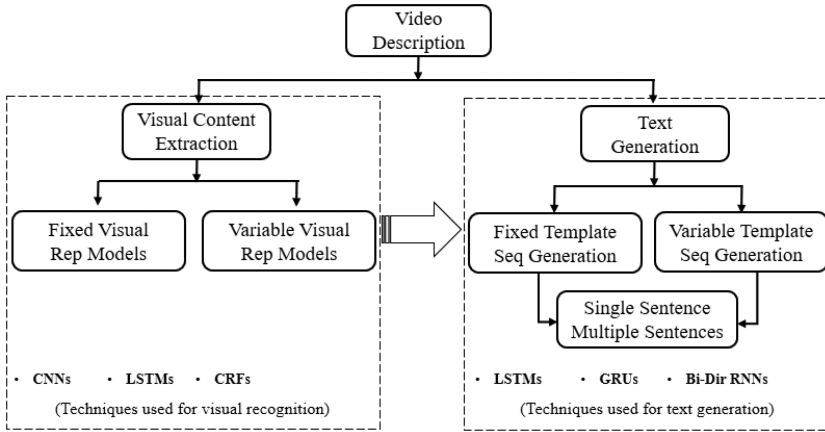 Video
Description
Visual Content
Extraction
Fixed Visual
Rep Models
Variable Visual
Rep Models
• CNNs • LSTMs • CRFs
(Techniques used for visual recognition)
Text
Generation
Fixed Template
Seq Generation
Variable Template
Seq Generation
Single Sentence
Multiple Sentences
• LSTMs • GRUs • Bi-Dir RNNs
(Techniques used for text generation)